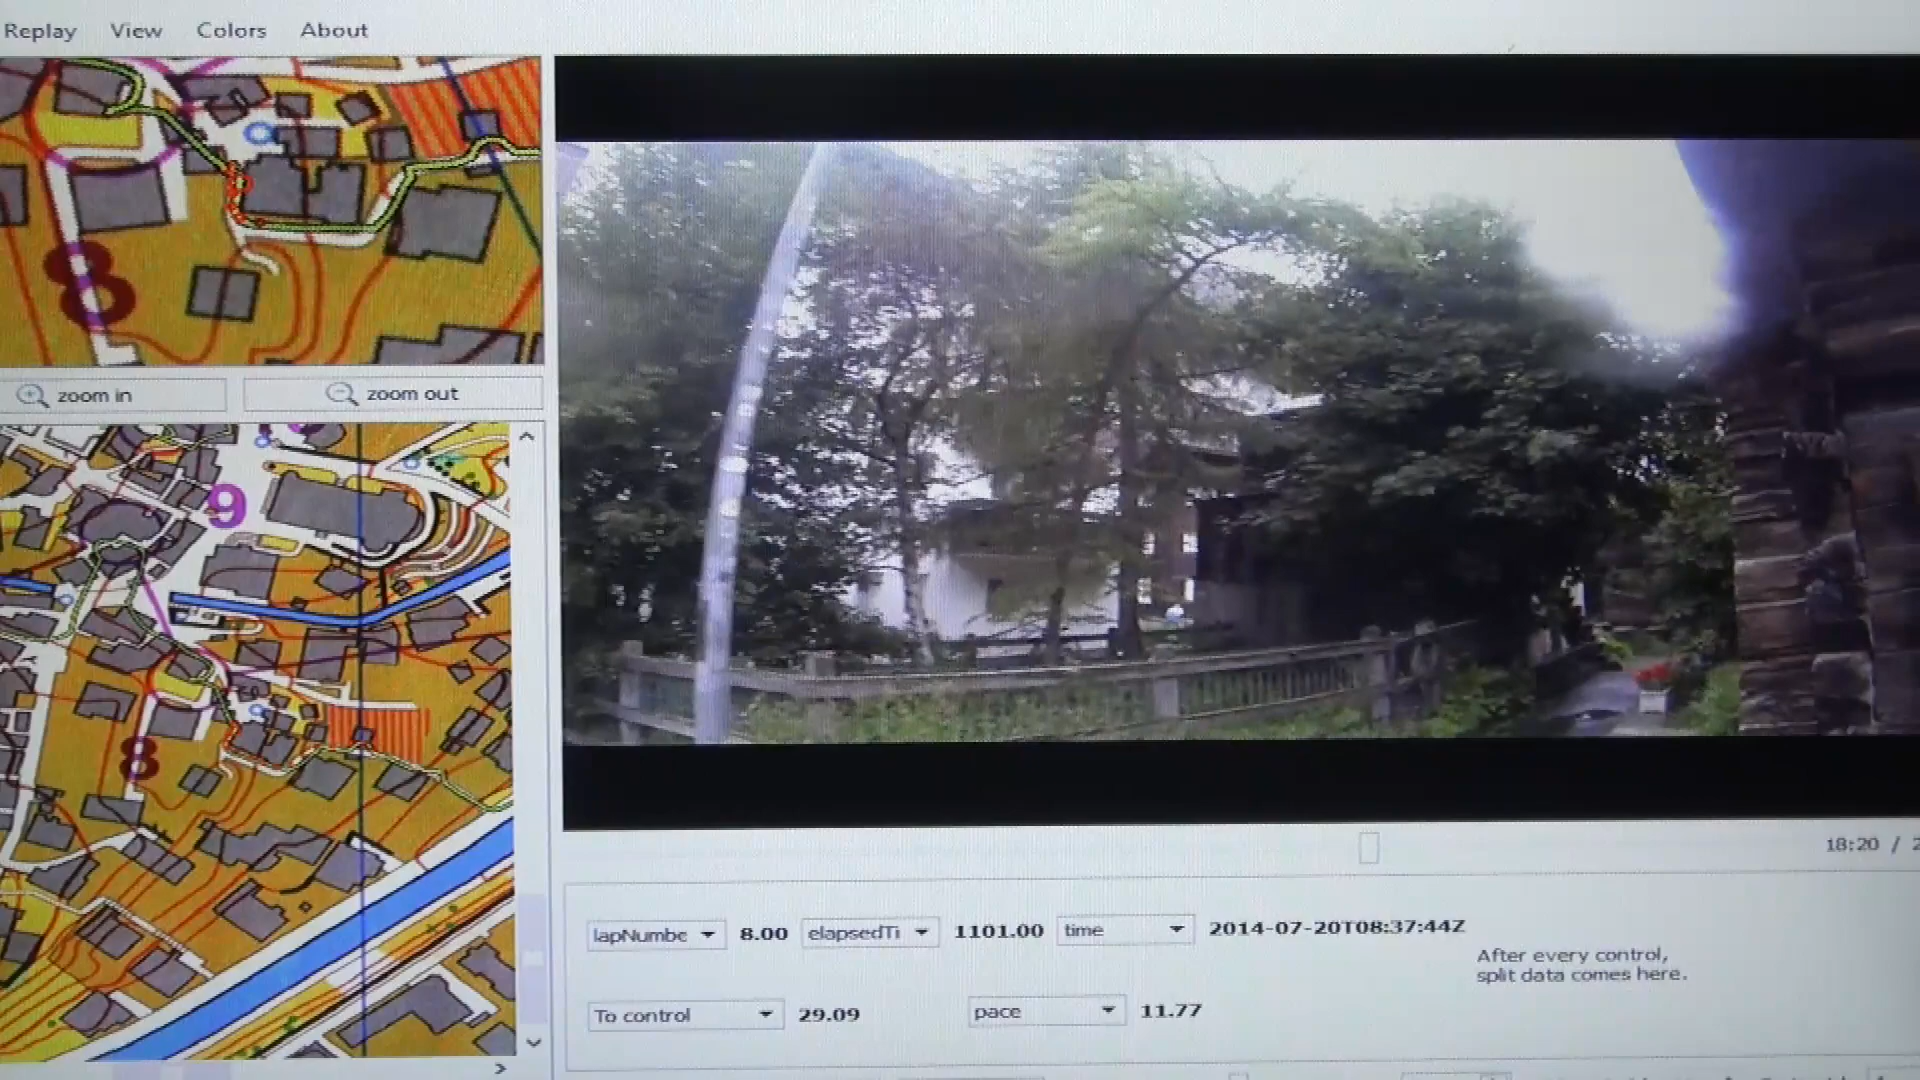 Replay View Colors About
8
zoom in zoom out
9
8
18:20 /
lapNumbe 8.00 elapsedTi 1101.00 time 2014-07-20T08:37:44Z
After every control,
split data comes here.
To control 29.09 pace 11.77